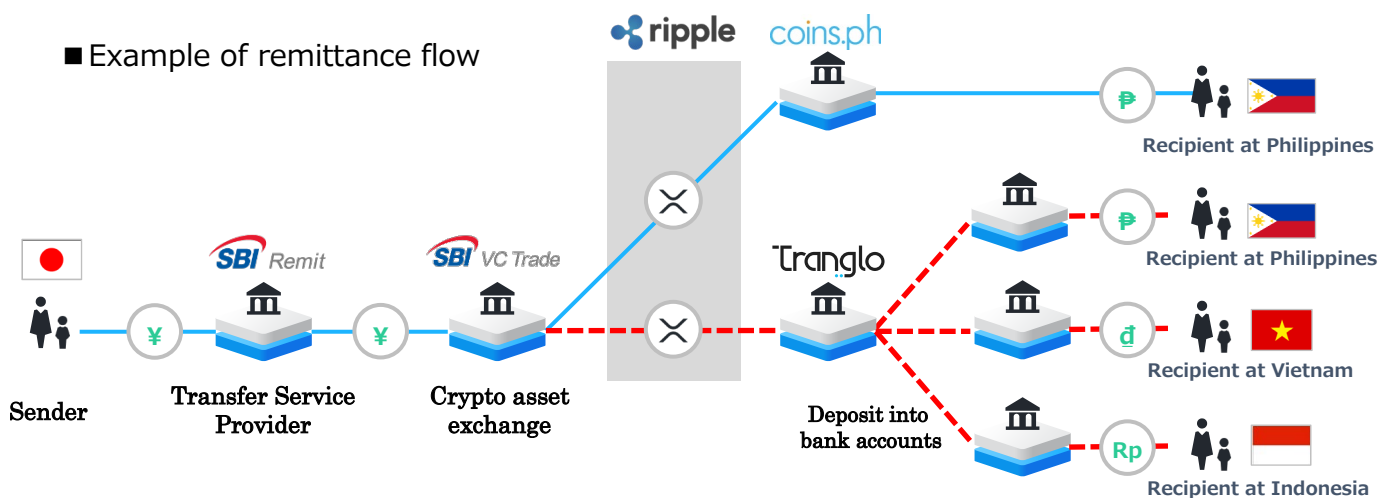 ■ Example of remittance flow
ripple
coins.ph
₱
Recipient at Philippines
₱
Recipient at Philippines
SBI Remit
SBI VC Trade
Tranglo
¥
¥
₫
Recipient at Vietnam
Sender
Transfer Service
Provider
Crypto asset
exchange
Deposit into
bank accounts
Rp
Recipient at Indonesia